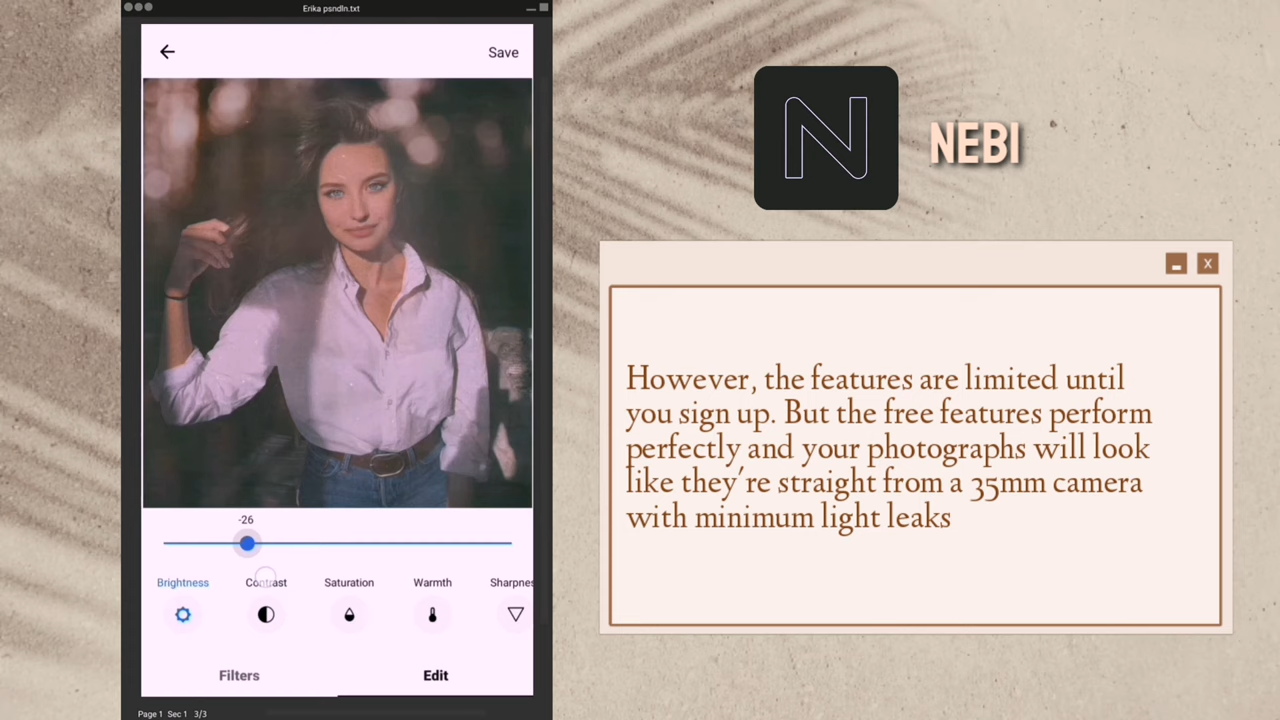 Erika psndln.txt
Save
NEBI
N
However, the features are limited until
you sign up. But the free features perform
perfectly and your photographs will look
like they're straight from a 35mm camera
with minimum light leaks
X
-26
Brightness Contrast Saturation Warmth Sharpnes
Filters Edit
Page 1 Sec 1 3/3